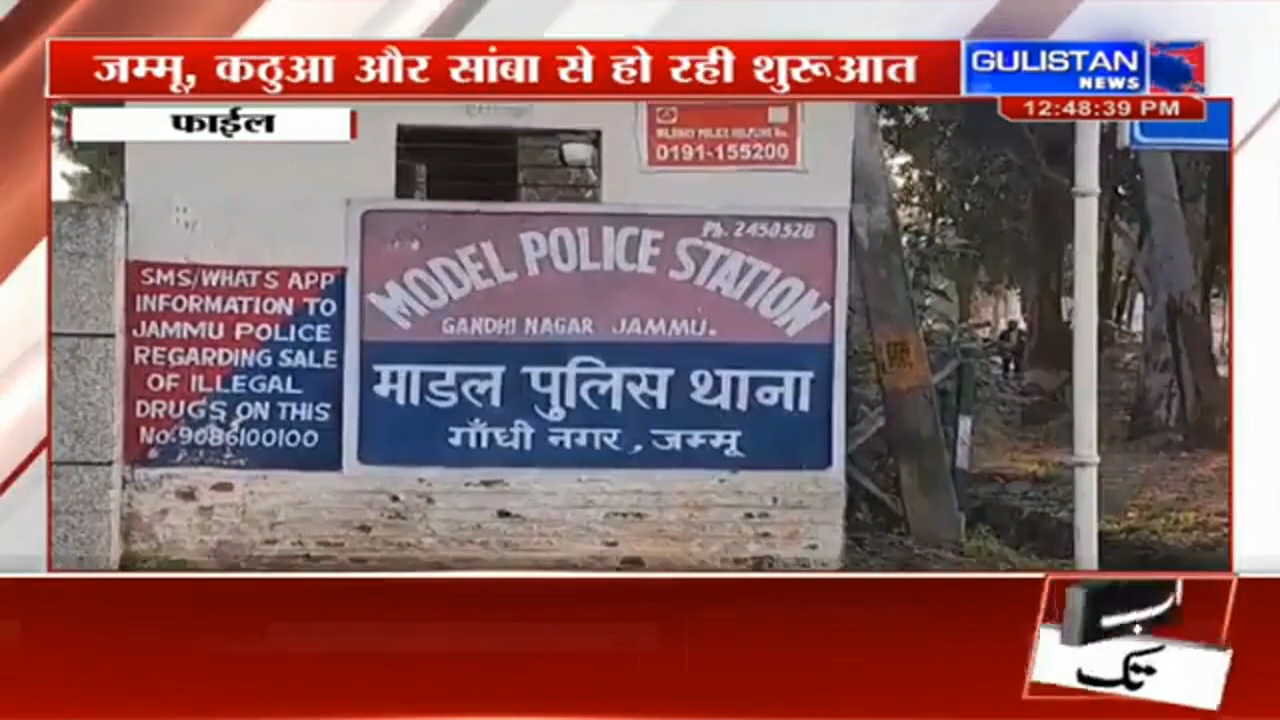 जम्मू, कठुआ और सांबा से हो रही शुरूआत
GULISTAN
NEWS
12:48:39 PM
फाईल
0191-155200
Ph. 2450528
MODEL POLICE STATION
GANDHI NAGAR JAMMU.
माडल पुलिस थाना
गाँधी नगर, जम्मू
SMS/WHATS APP
INFORMATION TO
JAMMU POLICE
REGARDING SALE
OF ILLEGAL
DRUGS ON THIS
No:9086100100
اب
تک